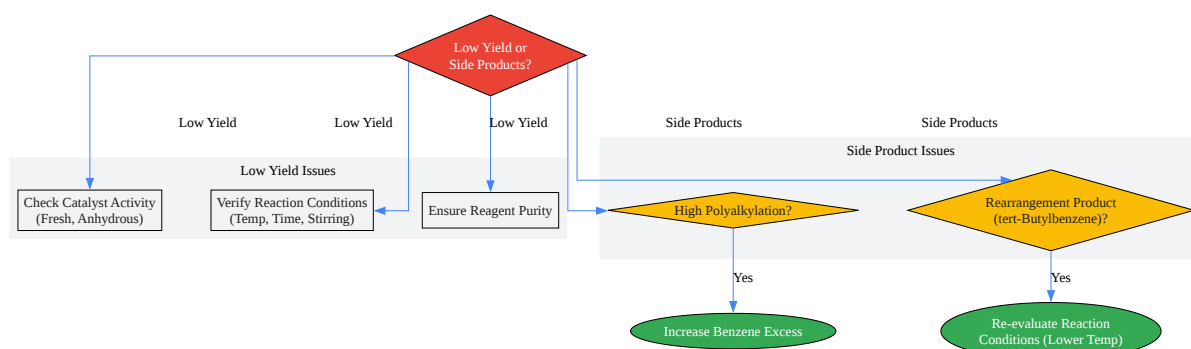 Low Yield or
Side Products?
Low Yield
Low Yield
Low Yield
Side Products
Side Products
Low Yield Issues
Side Product Issues
Check Catalyst Activity
(Fresh, Anhydrous)
Verify Reaction Conditions
(Temp, Time, Stirring)
Ensure Reagent Purity
High Polyalkylation?
Rearrangement Product
(tert-Butylbenzene)?
Yes
Yes
Increase Benzene Excess
Re-evaluate Reaction
Conditions (Lower Temp)